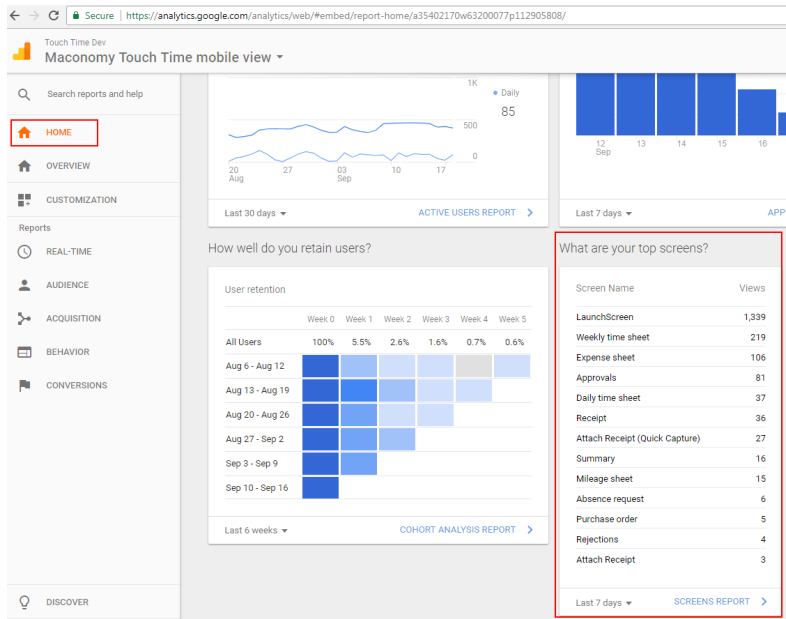 Secure | https://analytics.google.com/analytics/web/#embed/report-home/a35402170w63200077p112905808/
Touch Time Dev
Maconomy Touch Time mobile view
Search reports and help
HOME
OVERVIEW
CUSTOMIZATION
Reports
REAL-TIME
AUDIENCE
ACQUISITION
BEHAVIOR
CONVERSIONS
DISCOVER
1K
500
0
Daily
85
20 Aug 27 03 Sep 10 17
Last 30 days ACTIVE USERS REPORT
12 Sep 13 14 15 16
Last 7 days APP
How well do you retain users?
User retention
Week 0 Week 1 Week 2 Week 3 Week 4 Week 5
All Users 100% 5.5% 2.6% 1.6% 0.7% 0.6%
Aug 6 - Aug 12
Aug 13 - Aug 19
Aug 20 - Aug 26
Aug 27 - Sep 2
Sep 3 - Sep 9
Sep 10 - Sep 16
Last 6 weeks COHORT ANALYSIS REPORT
What are your top screens?
Screen Name Views
LaunchScreen 1,339
Weekly time sheet 219
Expense sheet 106
Approvals 81
Daily time sheet 37
Receipt 36
Attach Receipt (Quick Capture) 27
Summary 16
Mileage sheet 15
Absence request 6
Purchase order 5
Rejections 4
Attach Receipt 3
Last 7 days SCREENS REPORT